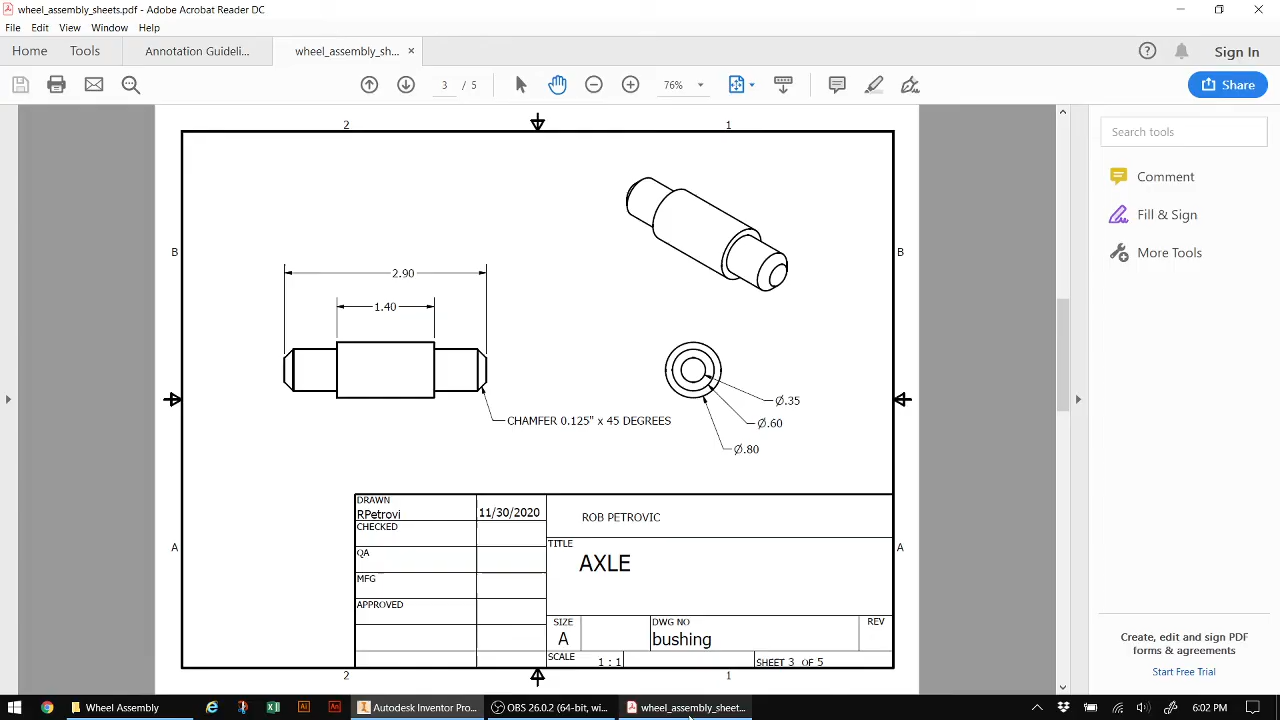 wheel_assembly_sheets.pdf - Adobe Acrobat Reader DC
File Edit View Window Help
Home Tools Annotation Guideli... wheel_assembly_sh... × Sign In
3 / 5 76% Share
2 1
Search tools
Comment
Fill & Sign
More Tools
B B
2.90
1.40
Ø.35
CHAMFER 0.125" x 45 DEGREES
Ø.60
Ø.80
DRAWN
RPetrovi 11/30/2020
ROB PETROVIC
CHECKED
TITLE
A A
QA
AXLE
MFG
APPROVED
SIZE DWG NO REV
A bushing
SCALE 1 : 1 SHEET 3 OF 5
2 1
Create, edit and sign PDF
forms & agreements
Start Free Trial
Wheel Assembly Ai An Autodesk Inventor Pro... OBS 26.0.2 (64-bit, wi... wheel_assembly_sheet... 6:02 PM